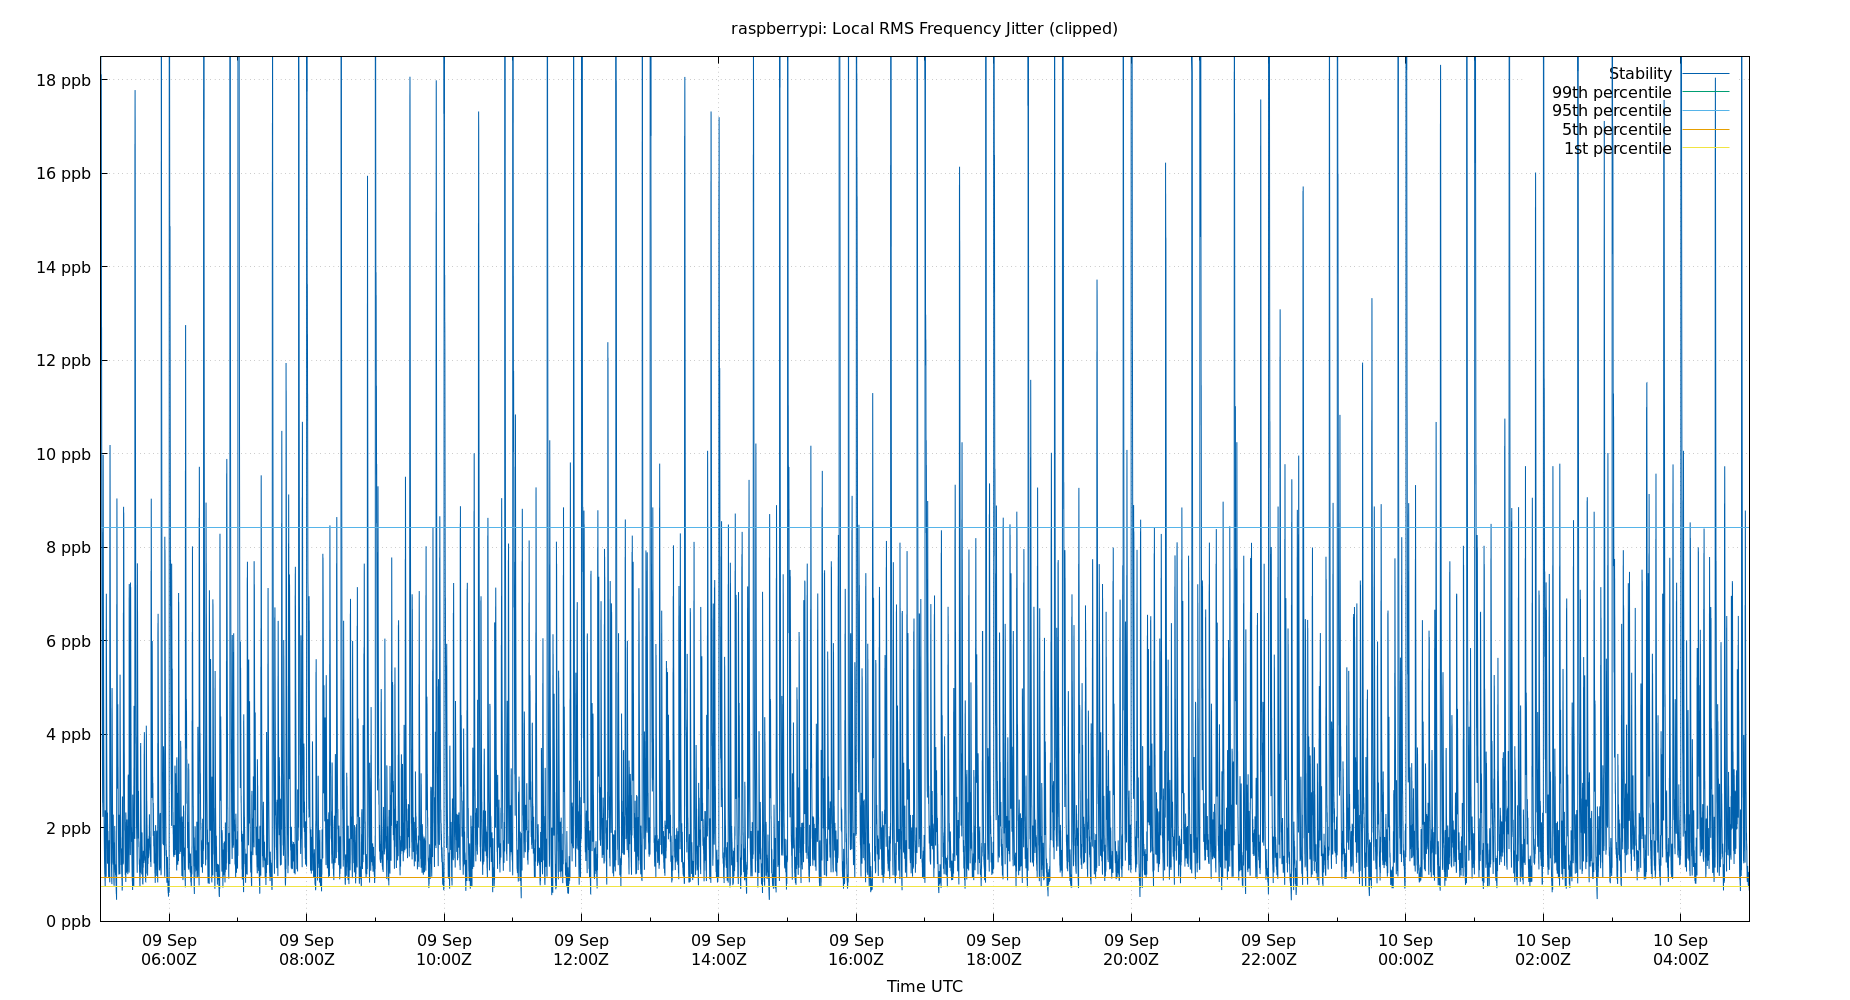 raspberrypi: Local RMS Frequency Jitter (clipped)
18 ppb
16 ppb
14 ppb
12 ppb
10 ppb
8 ppb
6 ppb
4 ppb
2 ppb
0 ppb
Stability
99th percentile
95th percentile
5th percentile
1st percentile
09 Sep 09 Sep 09 Sep 09 Sep 09 Sep 09 Sep 09 Sep 09 Sep 09 Sep 10 Sep 10 Sep 10 Sep
06:00Z 08:00Z 10:00Z 12:00Z 14:00Z 16:00Z 18:00Z 20:00Z 22:00Z 00:00Z 02:00Z 04:00Z
Time UTC